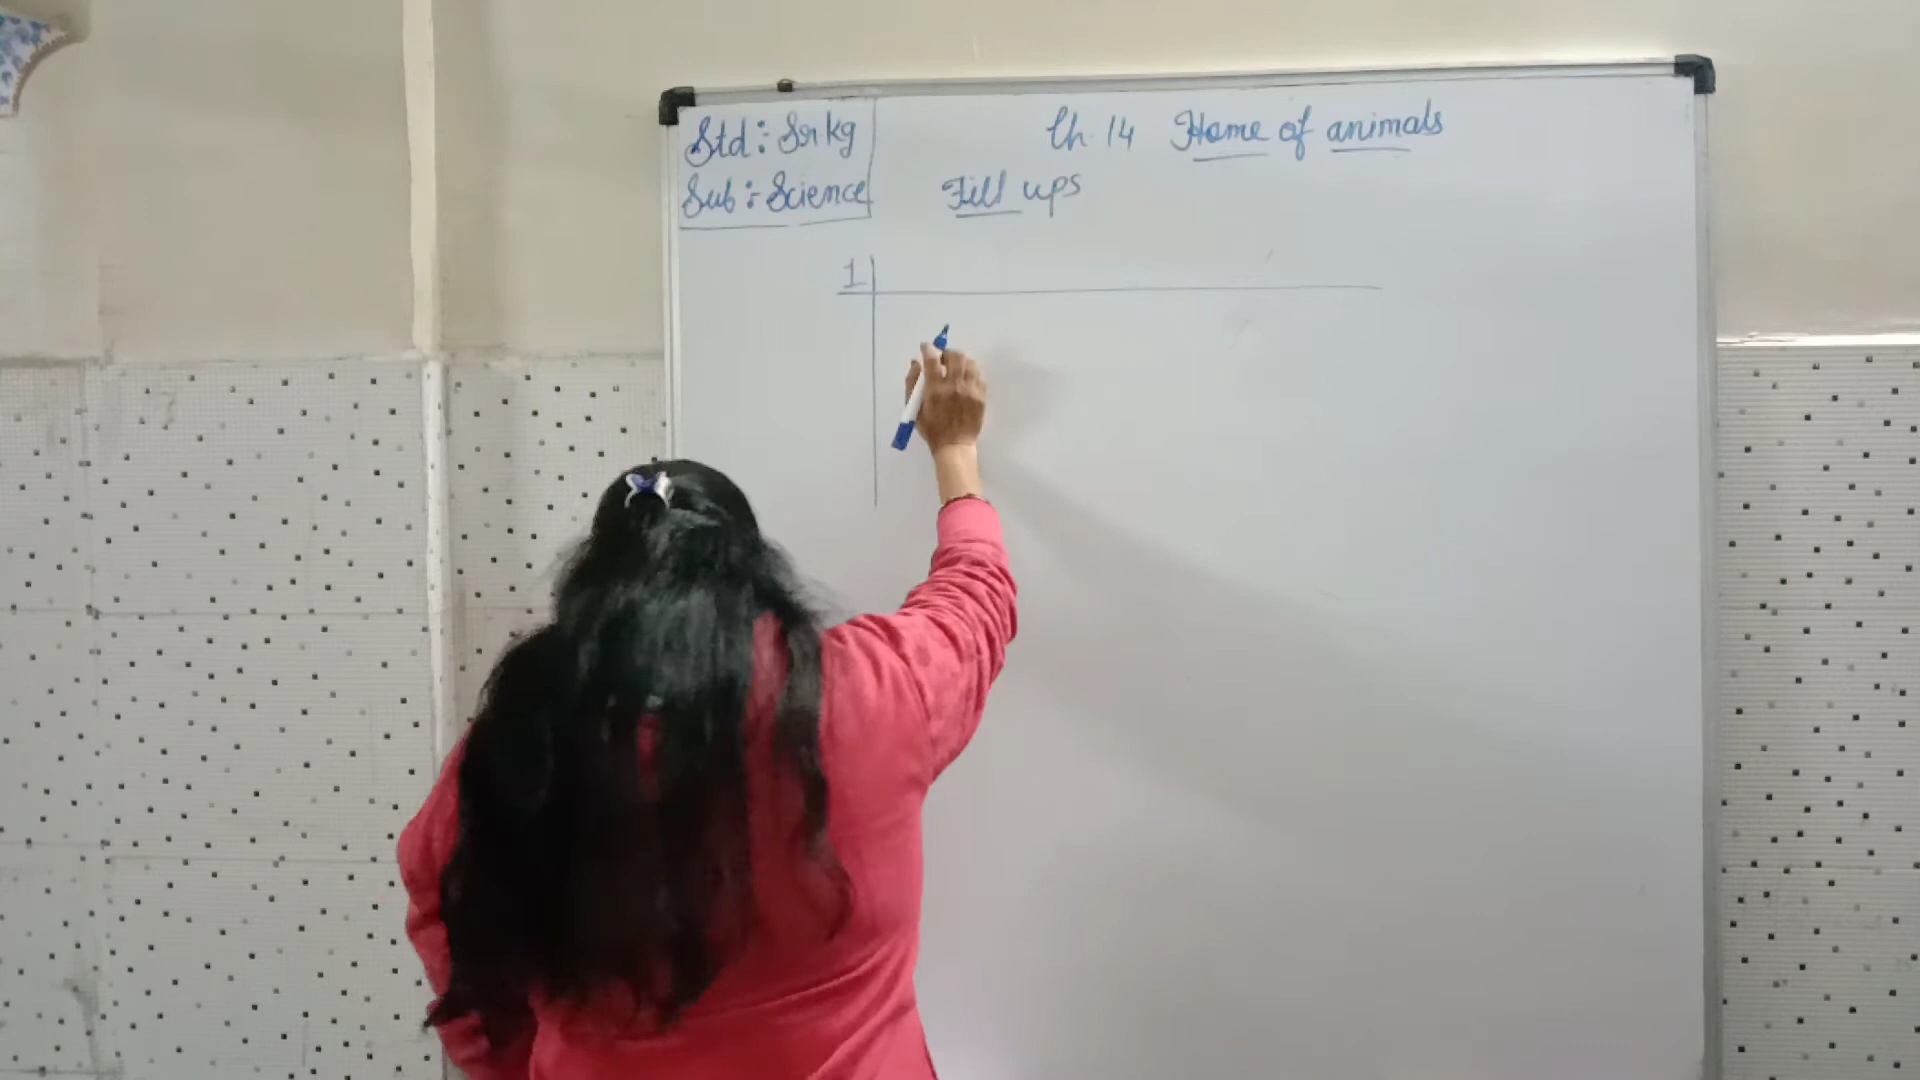 Std: Sr kg
Ch. 14 Home of animals
Sub :- Science
Fill ups
1